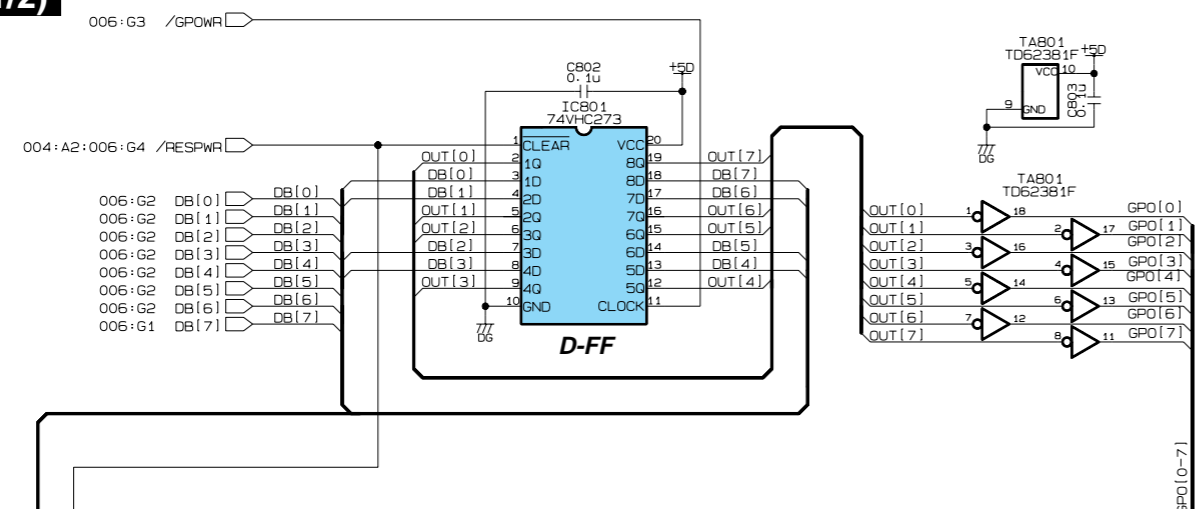 /2)
006:G3 /GPOWR
004:A2:006:G4 /RESPWR
006:G2 DB[0] DB[0]
006:G2 DB[1] DB[1]
006:G2 DB[2] DB[2]
006:G2 DB[3] DB[3]
006:G2 DB[4] DB[4]
006:G2 DB[5] DB[5]
006:G2 DB[6] DB[6]
006:G1 DB[7] DB[7]
C802
0.1u
+5D
IC801
74VHC273
1 CLEAR VCC 20
OUT[0] 2 1Q 8Q 19 OUT[7]
DB[0] 3 1D 8D 18 DB[7]
DB[1] 4 2D 7D 17 DB[6]
OUT[1] 5 2Q 7Q 16 OUT[6]
OUT[2] 6 3Q 6Q 15 OUT[5]
DB[2] 7 3D 6D 14 DB[5]
DB[3] 8 4D 5D 13 DB[4]
OUT[3] 9 4Q 5Q 12 OUT[4]
10 GND CLOCK 11
DG
D-FF
TA801
TD62381F
+5D
VCC 10
9 GND
C803
0.1u
DG
TA801
TD62381F
OUT[0] 1 18 GPO[0]
OUT[1] 2 17 GPO[1]
OUT[2] 3 16 GPO[2]
OUT[3] 4 15 GPO[3]
OUT[4] 5 14 GPO[4]
OUT[5] 6 13 GPO[5]
OUT[6] 7 12 GPO[6]
OUT[7] 8 11 GPO[7]
GPO[0-7]